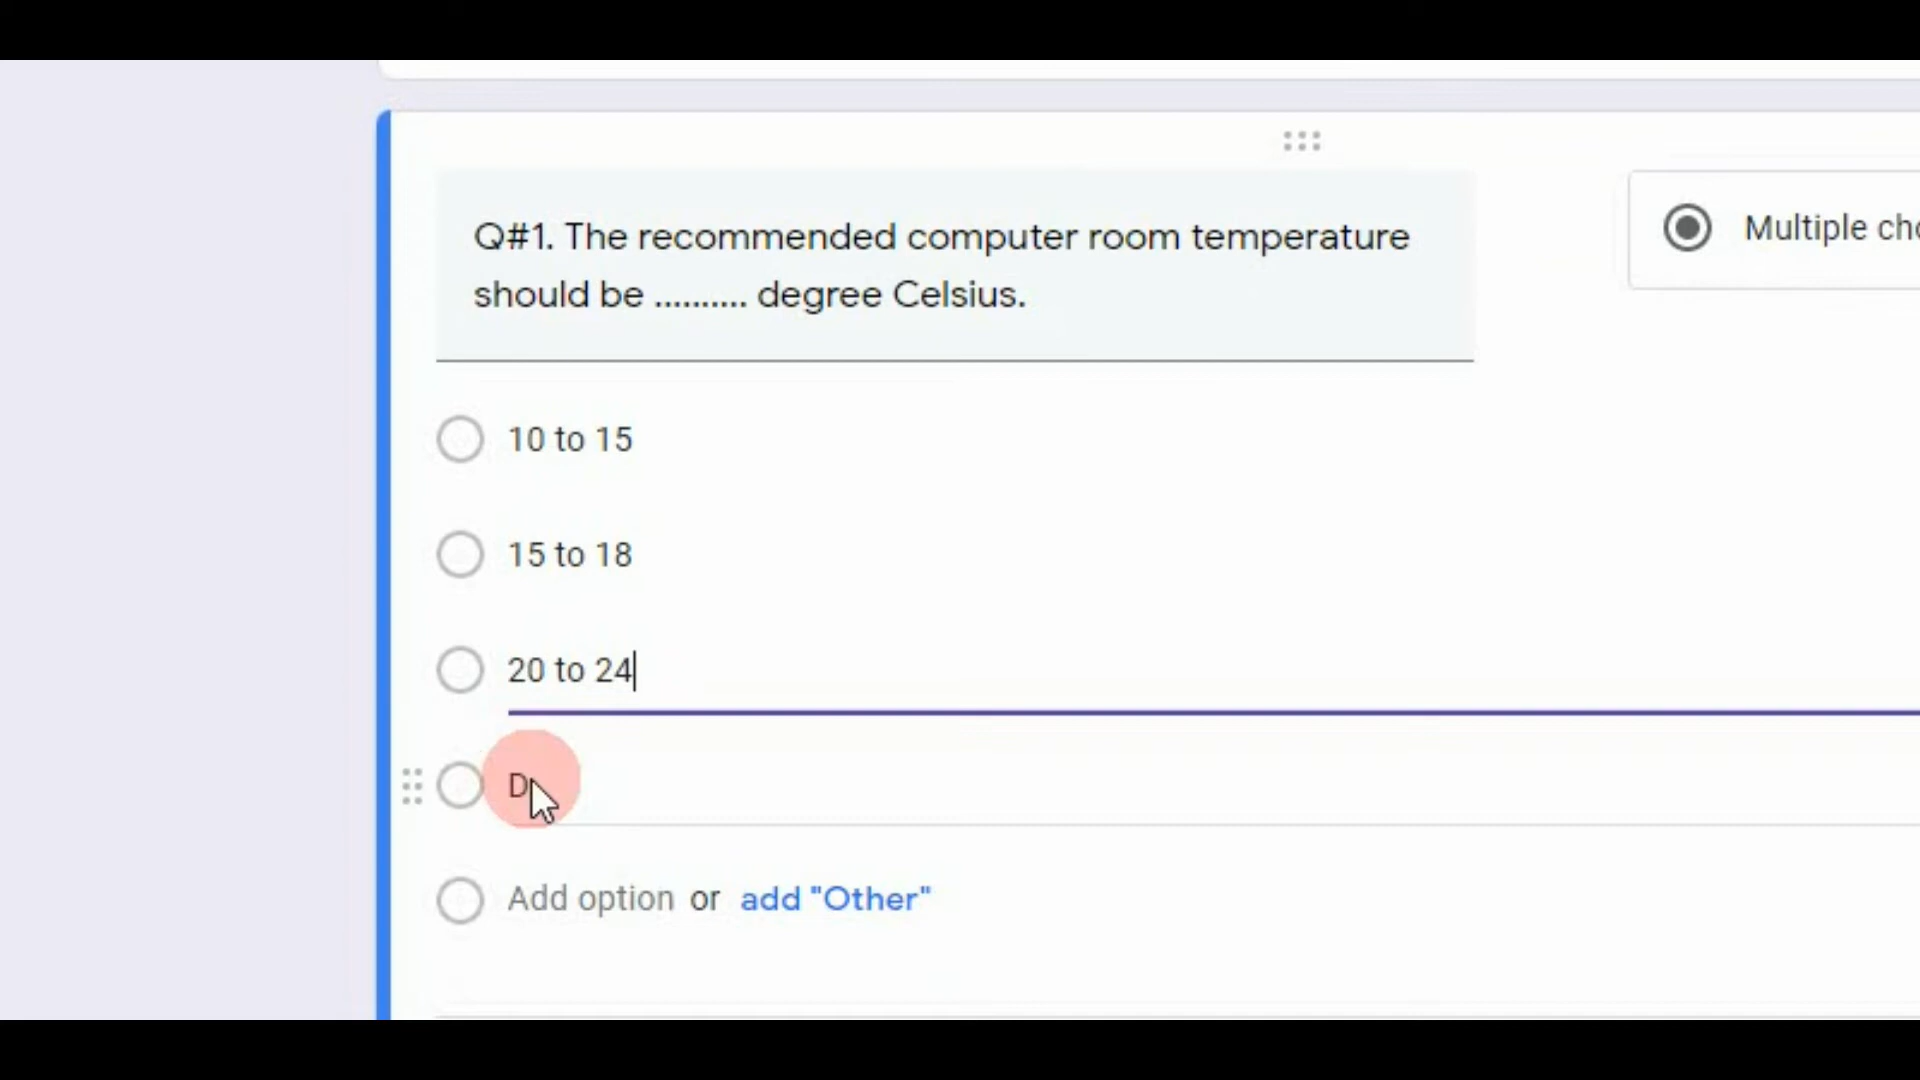 Q#1. The recommended computer room temperature
should be .......... degree Celsius.
Multiple cho
10 to 15
15 to 18
20 to 24
D
Add option or add "Other"